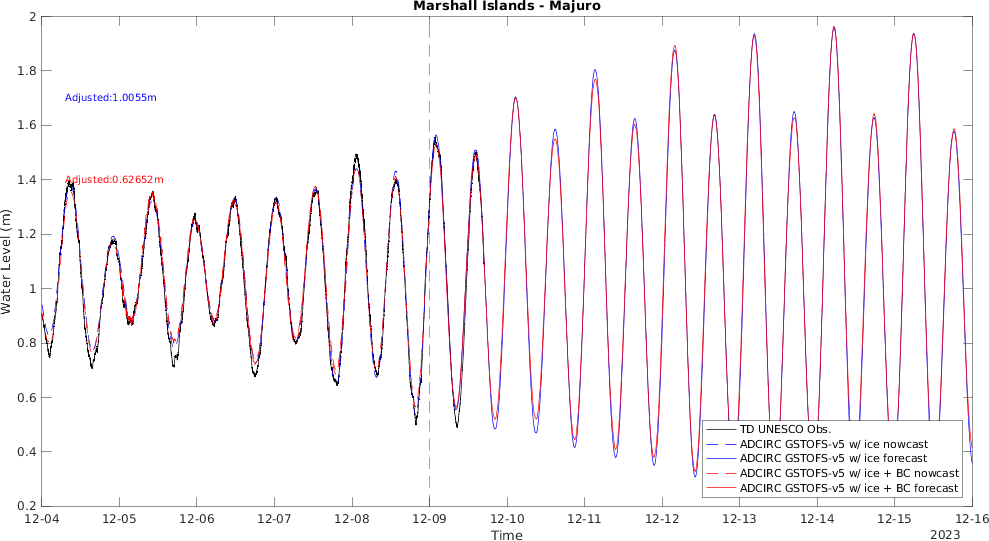 Marshall Islands - Majuro
2
1.8
1.6
1.4
1.2
1
0.8
0.6
0.4
0.2
Water Level (m)
Adjusted:1.0055m
Adjusted:0.62652m
TD UNESCO Obs.
ADCIRC GSTOFS-v5 w/ ice nowcast
ADCIRC GSTOFS-v5 w/ ice forecast
ADCIRC GSTOFS-v5 w/ ice + BC nowcast
ADCIRC GSTOFS-v5 w/ ice + BC forecast
12-04 12-05 12-06 12-07 12-08 12-09 12-10 12-11 12-12 12-13 12-14 12-15 12-16
Time
2023